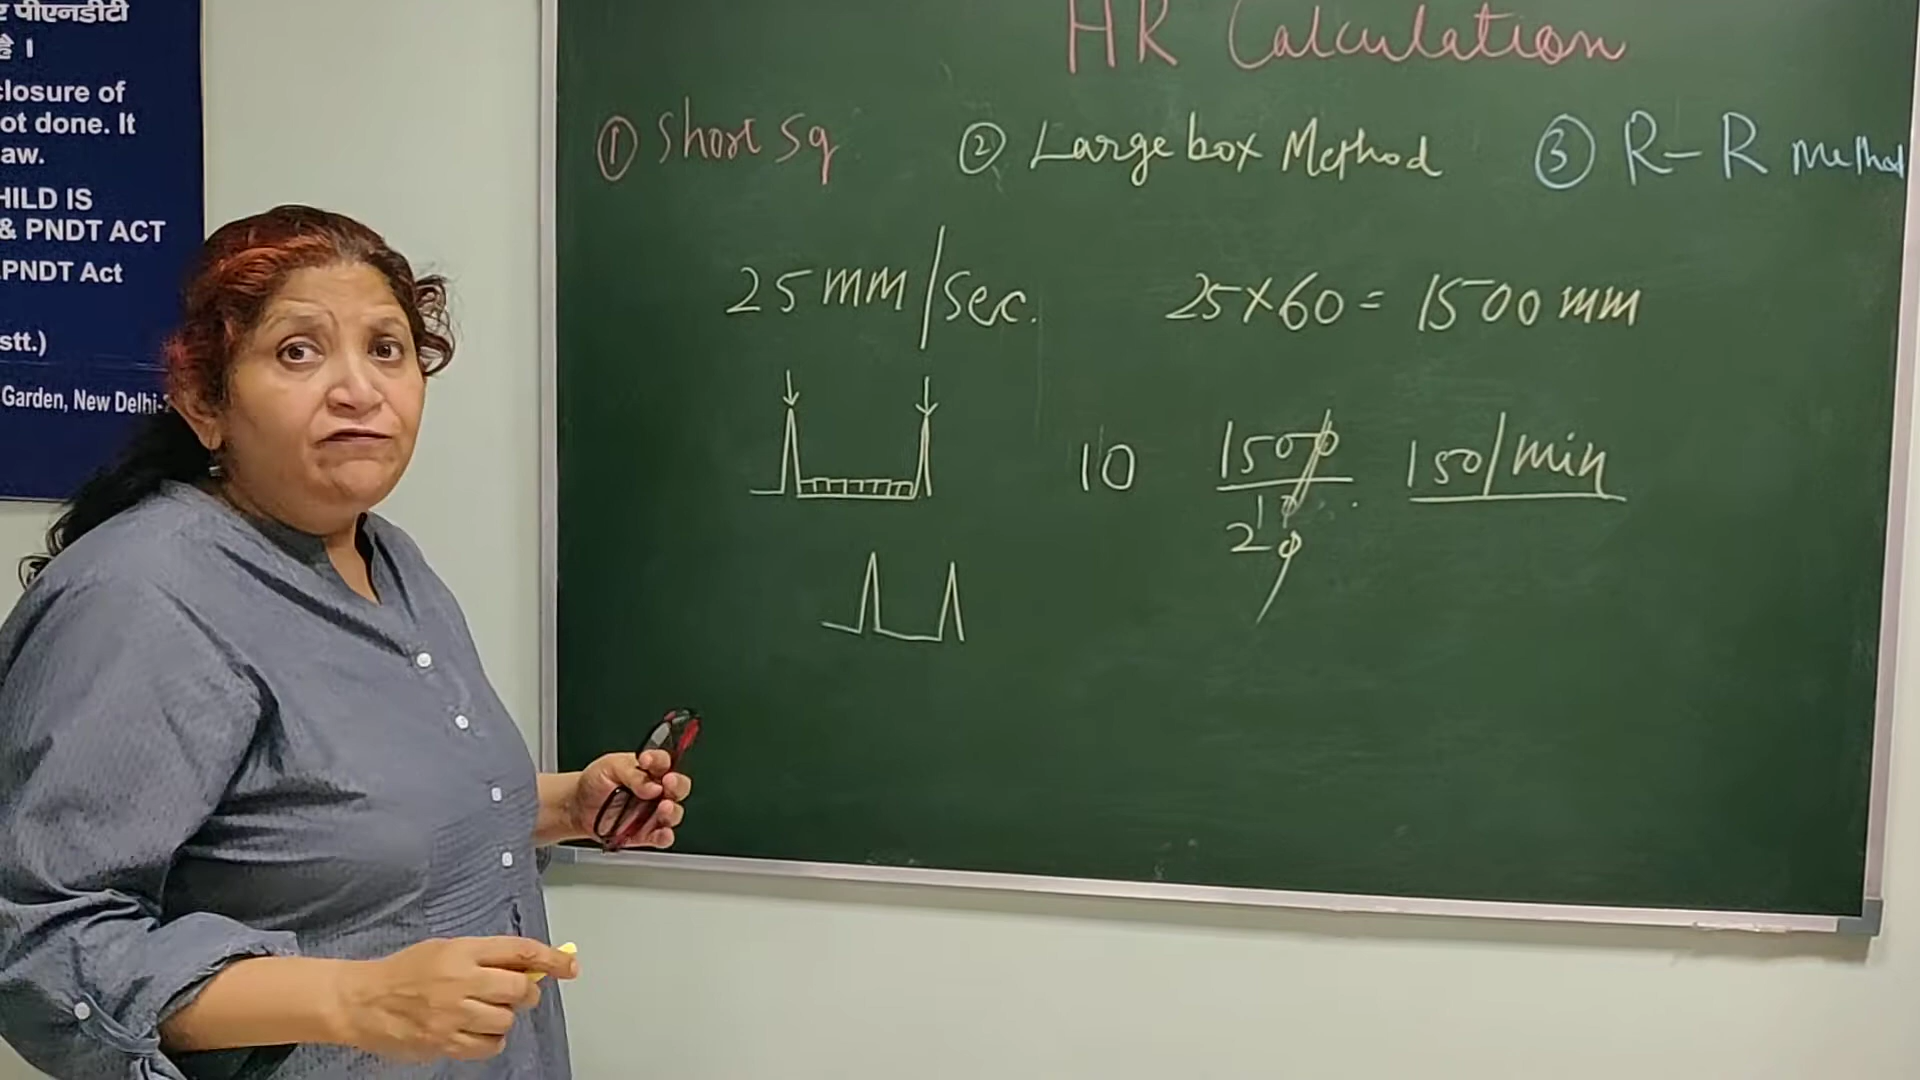 र पीएनडीटी
है ।
closure of
ot done. It
aw.
HILD IS
& PNDT ACT
PNDT Act
stt.)
Garden, New Delhi-
HR Calculation
① Short Sq ② Large box Method ③ R-R Method
25 mm/Sec. 25×60 = 1500 mm
10 1500 150/min
10
20